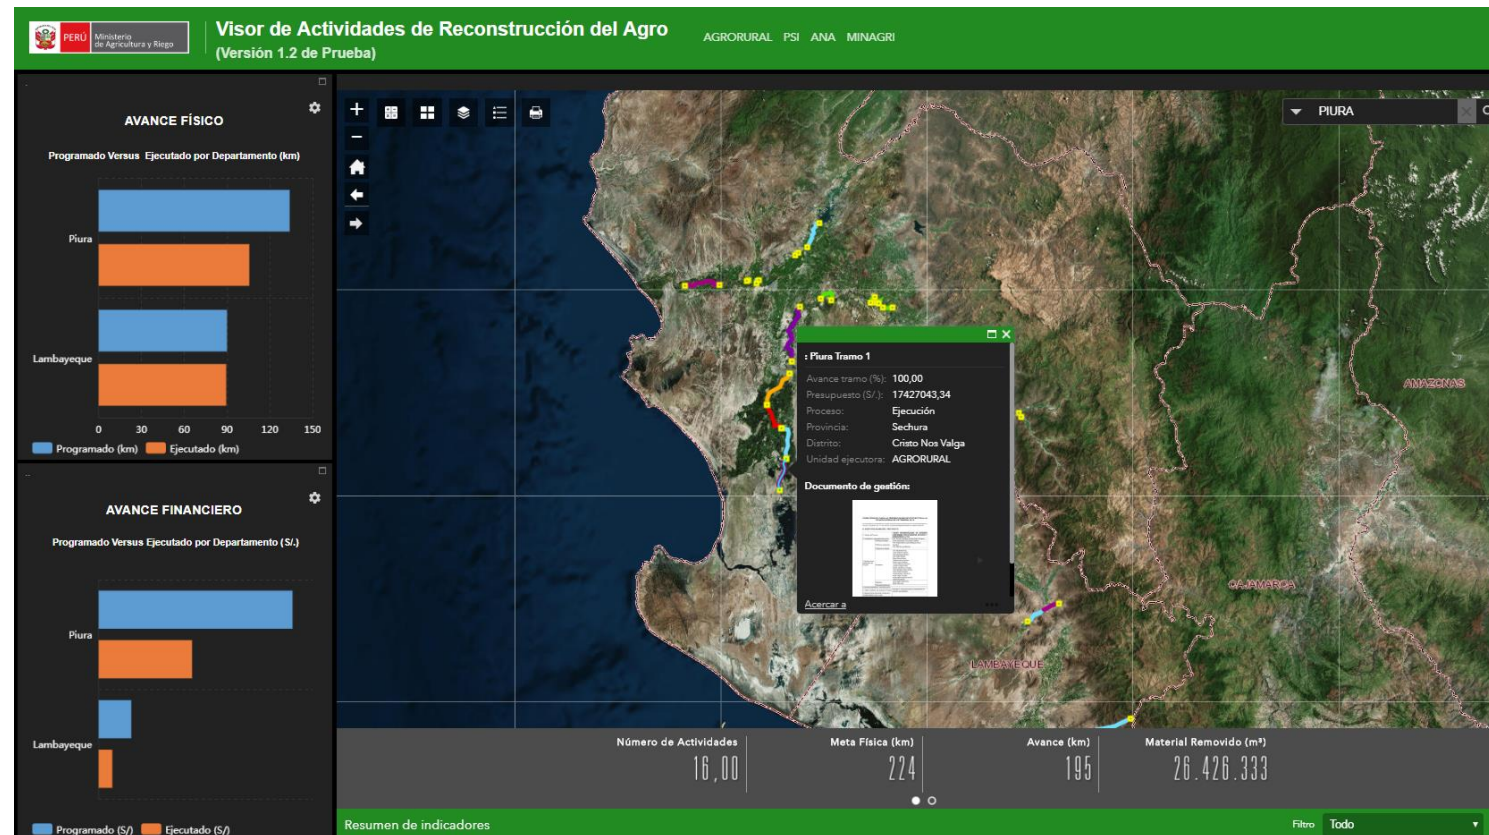 PERÚ
Ministerio
de Agricultura y Riego
Visor de Actividades de Reconstrucción del Agro
(Versión 1.2 de Prueba)
AGRORURAL PSI ANA MINAGRI
AVANCE FÍSICO
Programado Versus Ejecutado por Departamento (km)
Piura
Lambayeque
0 30 60 90 120 150
Programado (km) Ejecutado (km)
AVANCE FINANCIERO
Programado Versus Ejecutado por Departamento (S/.)
Piura
Lambayeque
Programado (S/) Ejecutado (S/)
PIURA
: Piura Tramo 1
Avance tramo (%): 100,00
Presupuesto (S/.): 17427043,34
Proceso: Ejecución
Provincia: Sechura
Distrito: Cristo Nos Valga
Unidad ejecutora: AGRORURAL
Documento de gestión:
Acercar a
AMAZONAS
CAJAMARCA
LAMBAYEQUE
Número de Actividades
16,00
Meta Física (km)
224
Avance (km)
195
Material Removido (m³)
26.426.333
Resumen de indicadores
Filtro Todo